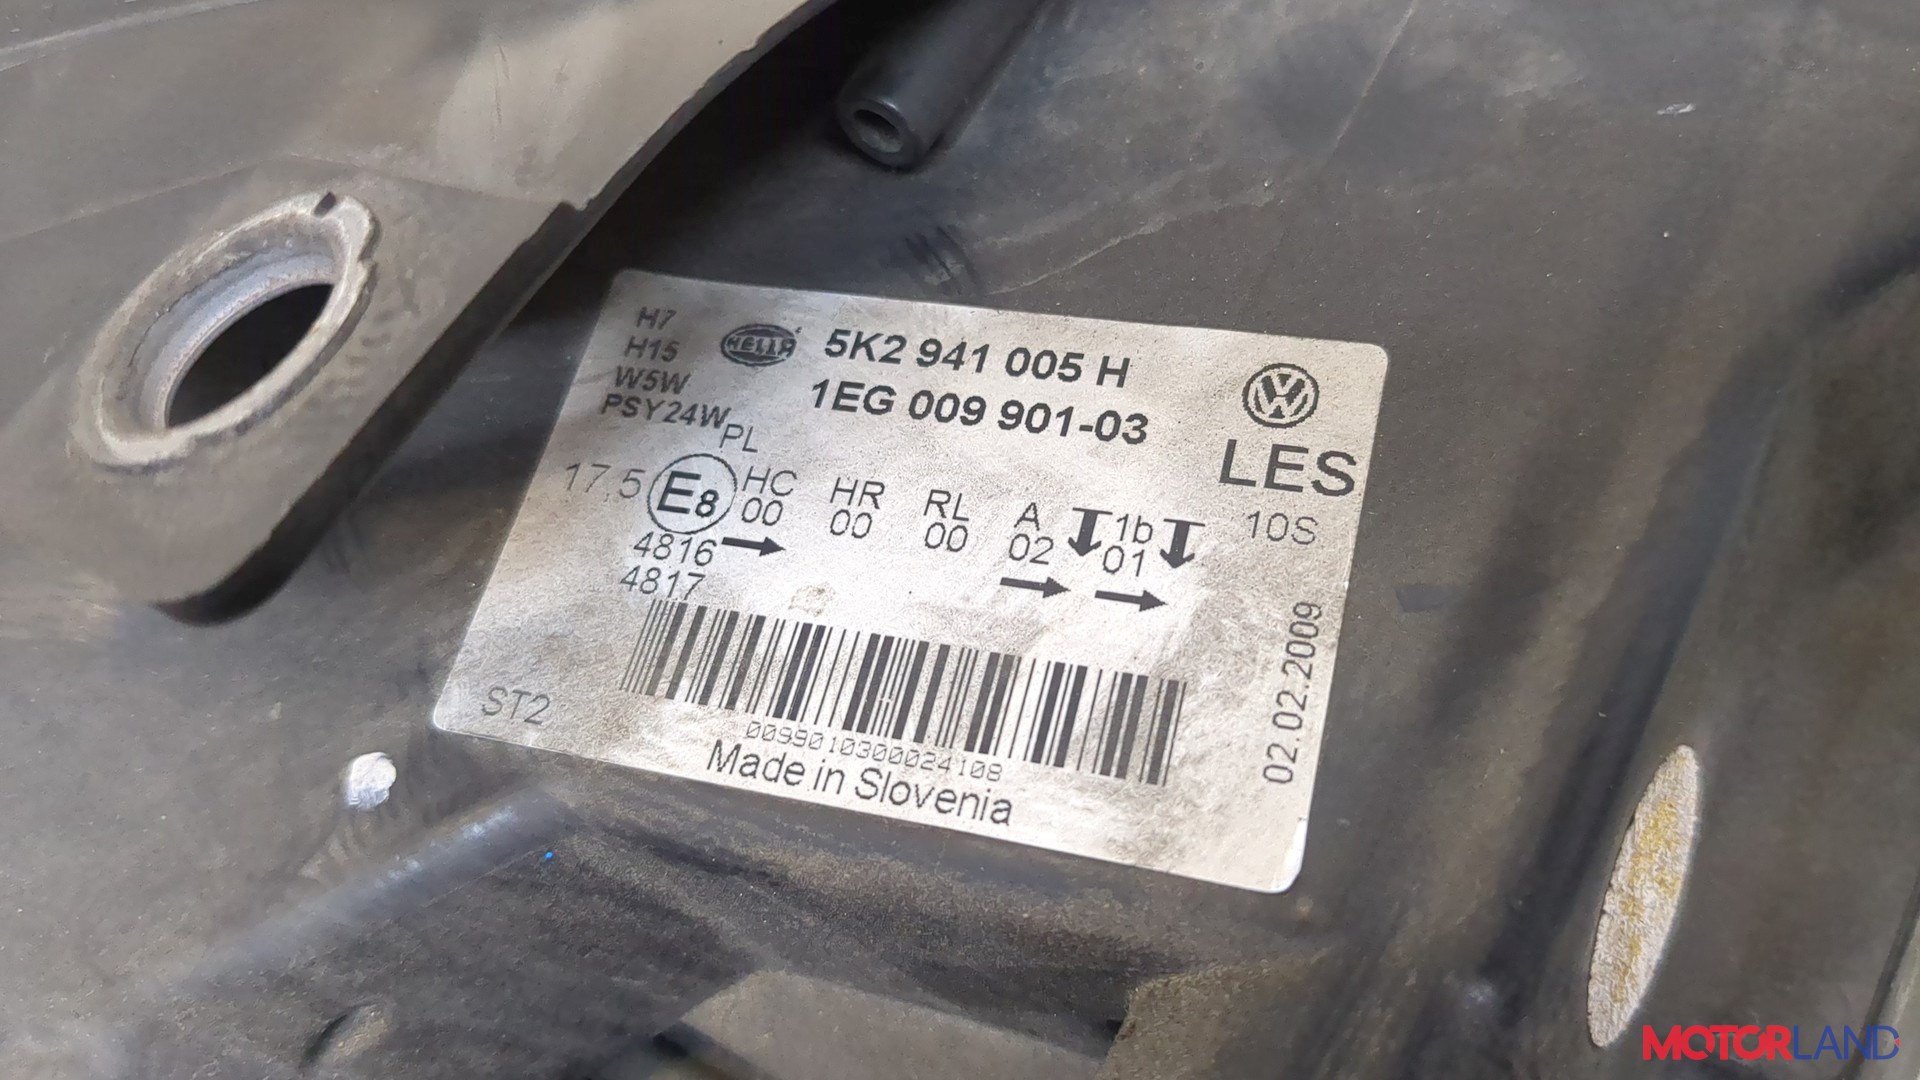 H7
H15
W5W
PSY24W
PL
HELLA
5K2 941 005 H
1EG 009 901-03
LES
10S
17.5 E8
HC HR RL A 1b
00 00 00 02 01
4816
4817
02.02.2009
ST2
0099010300024108
Made in Slovenia
MOTORLAND